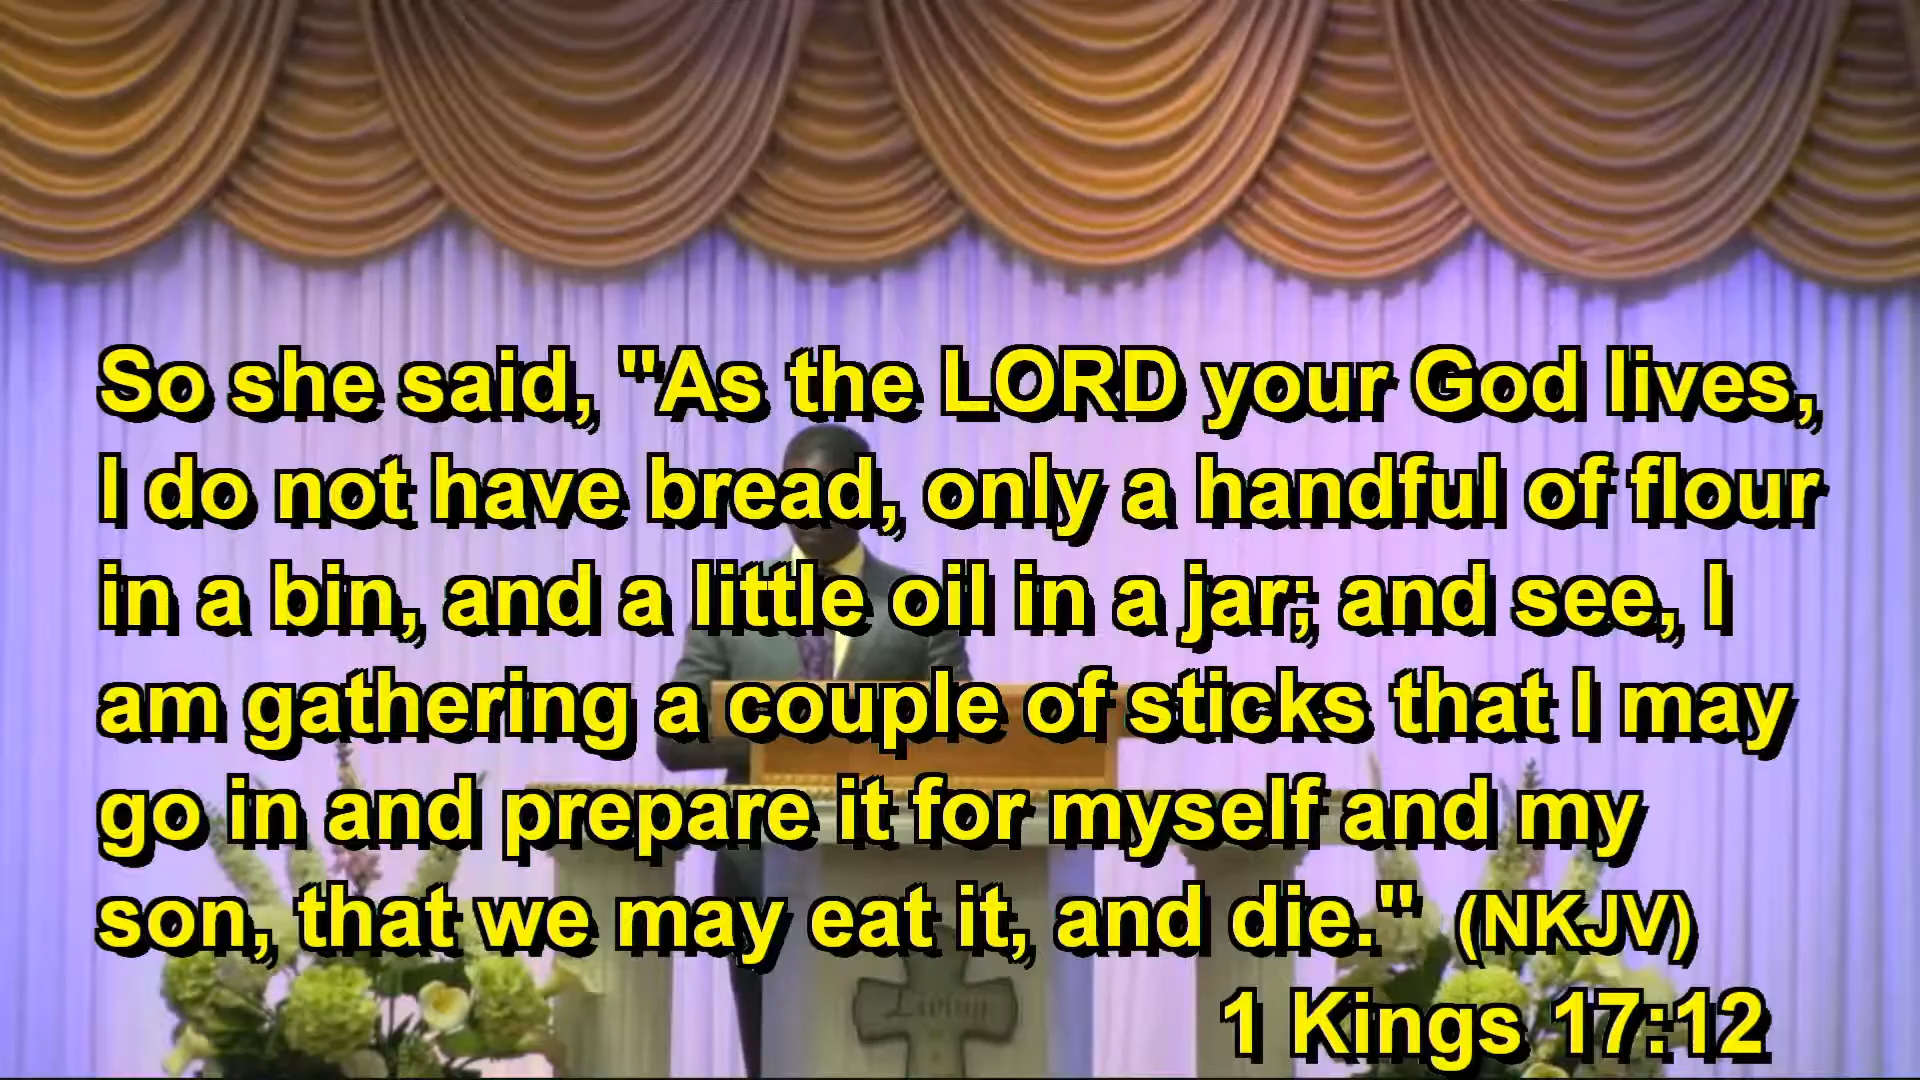 So she said, "As the LORD your God lives,
I do not have bread, only a handful of flour
in a bin, and a little oil in a jar; and see, I
am gathering a couple of sticks that I may
go in and prepare it for myself and my
son, that we may eat it, and die." (NKJV)
1 Kings 17:12
Living